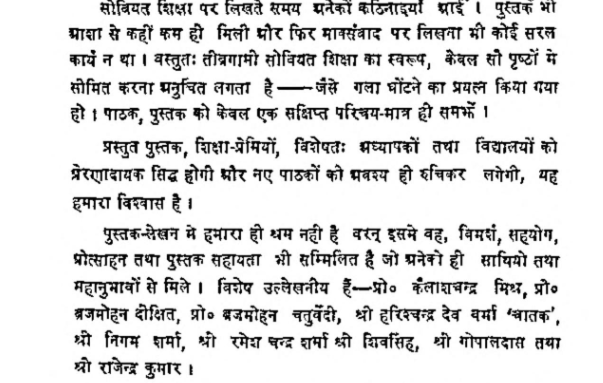 सोवियत शिक्षा पर लिखते समय अनेकों कठिनाइयाँ आई । पुस्तकें भी
आशा से कहीं कम ही मिली और फिर मार्क्सवाद पर लिखना भी कोई सरल
कार्य न था । वस्तुतः तीव्रगामी सोवियत शिक्षा का स्वरूप, केवल सौ पृष्ठों मे
सीमित करना अनुचित लगता है——जैसे गला घोंटने का प्रयत्न किया गया
हो । पाठक, पुस्तक को केवल एक सक्षिप्त परिचय-मात्र ही समझें ।
प्रस्तुत पुस्तक, शिक्षा-प्रेमियों, विशेषतः अध्यापकों तथा विद्यालयों को
प्रेरणादायक सिद्ध होगी और नए पाठकों को अवश्य ही रुचिकर लगेगी, यह
हमारा विश्वास है ।
पुस्तक-लेखन मे हमारा ही श्रम नही है वरन् इसमे वह, विमर्श, सहयोग,
प्रोत्साहन तथा पुस्तक सहायता भी सम्मिलित है जो अनेको ही साथियो तथा
महानुभावों से मिले । विशेष उल्लेखनीय हैं—प्रो० कैलाशचन्द्र मिश्र, प्रो०
ब्रजमोहन दीक्षित, प्रो० ब्रजमोहन चतुर्वेदी, श्री हरिश्चन्द्र देव वर्मा 'चातक',
श्री निगम शर्मा, श्री रमेश चन्द्र शर्मा श्री शिवसिंह, श्री गोपालदास तथा
श्री राजेन्द्र कुमार ।